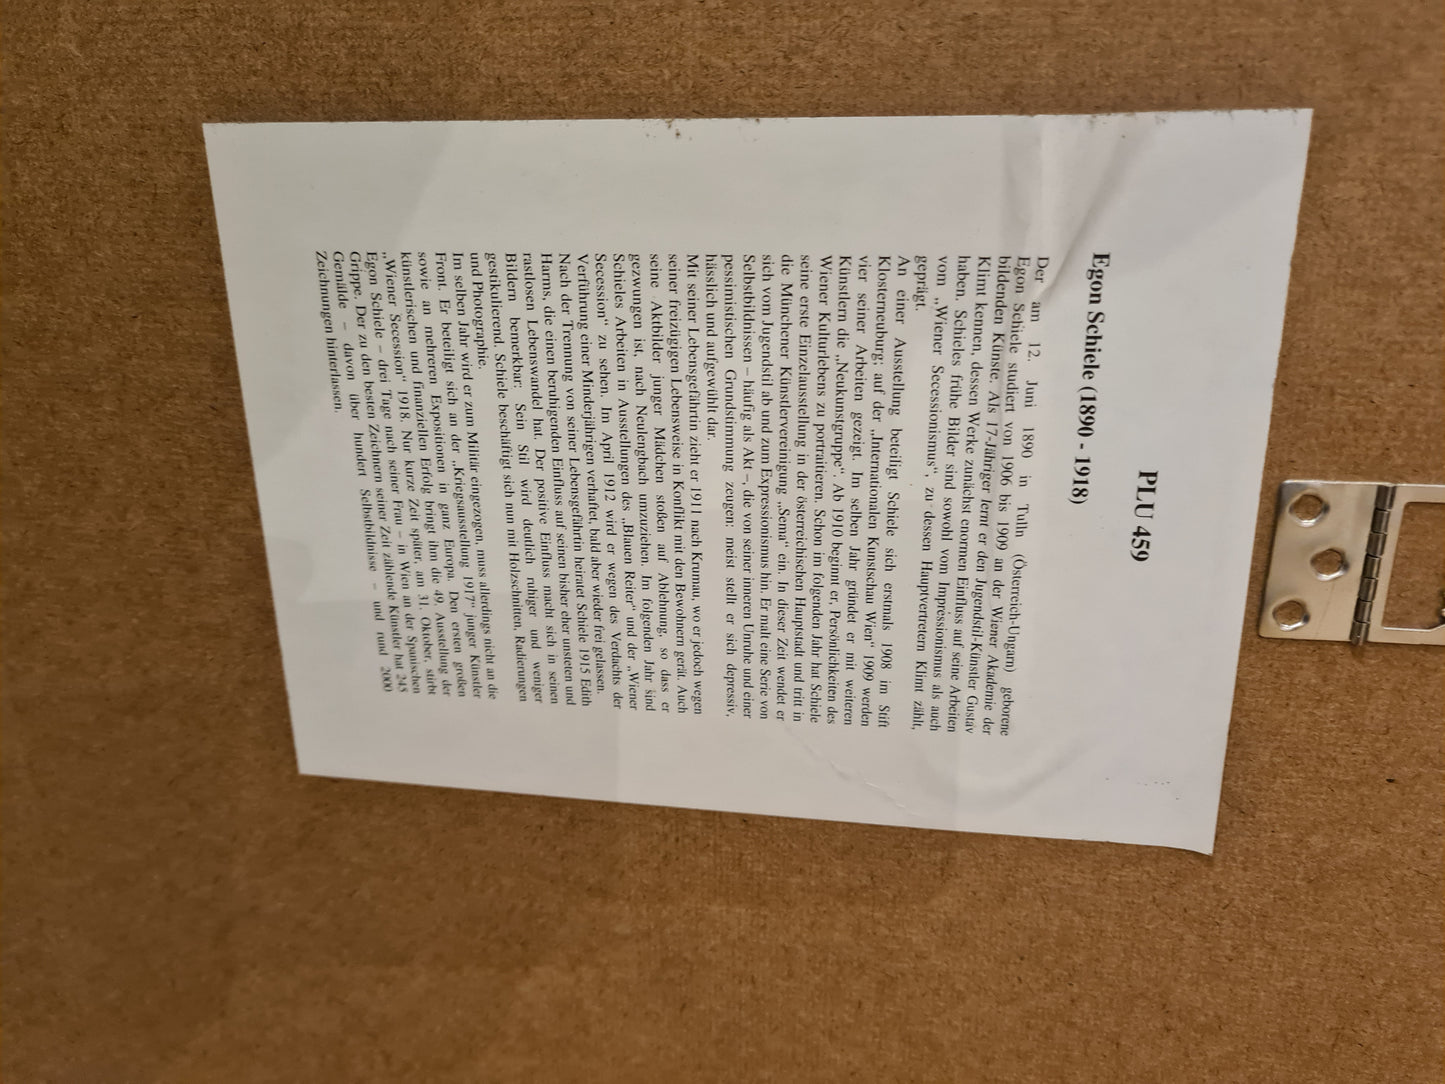 PLU 459
Egon Schiele (1890 - 1918)
Der am 12. Juni 1890 in Tulln (Österreich-Ungarn) geborene
Egon Schiele studiert von 1906 bis 1909 an der Wiener Akademie der
bildenden Künste. Als 17-Jähriger lernt er den Jugendstil-Künstler Gustav
Klimt kennen, dessen Werke zunächst enormen Einfluss auf seine Arbeiten
haben. Schieles frühe Bilder sind sowohl vom Impressionismus als auch
vom „Wiener Secessionismus“, zu dessen Hauptvertretern Klimt zählt,
geprägt.
An einer Ausstellung beteiligt Schiele sich erstmals 1908 im Stift
Klosterneuburg; auf der „Internationalen Kunstschau Wien“ 1909 werden
vier seiner Arbeiten gezeigt. Im selben Jahr gründet er mit weiteren
Künstlern die „Neukunstgruppe“. Ab 1910 beginnt er, Persönlichkeiten des
Wiener Kulturlebens zu portraitieren. Schon im folgenden Jahr hat Schiele
seine erste Einzelausstellung in der österreichischen Hauptstadt und tritt in
die Münchener Künstlervereinigung „Sema“ ein. In dieser Zeit wendet er
sich vom Jugendstil ab und zum Expressionismus hin. Er malt eine Serie von
Selbstbildnissen – häufig als Akt –, die von seiner inneren Unruhe und einer
pessimistischen Grundstimmung zeugen: meist stellt er sich depressiv,
hässlich und aufgewühlt dar.
Mit seiner Lebensgefährtin zieht er 1911 nach Krumau, wo er jedoch wegen
seiner freizügigen Lebensweise in Konflikt mit den Bewohnern gerät. Auch
seine Aktbilder junger Mädchen stoßen auf Ablehnung, so dass er
gezwungen ist, nach Neulengbach umzuziehen. Im folgenden Jahr sind
Schieles Arbeiten in Ausstellungen des „Blauen Reiter“ und der „Wiener
Secession“ zu sehen. Im April 1912 wird er wegen des Verdachts der
Verführung einer Minderjährigen verhaftet, bald aber wieder frei gelassen.
Nach der Trennung von seiner Lebensgefährtin heiratet Schiele 1915 Edith
Harms, die einen beruhigenden Einfluss auf seinen bisher eher unsteten und
rastlosen Lebenswandel hat. Der positive Einfluss macht sich in seinen
Bildern bemerkbar: Sein Stil wird deutlich ruhiger und weniger
gestikulierend. Schiele beschäftigt sich nun mit Holzschnitten, Radierungen
und Photographie.
Im selben Jahr wird er zum Militär eingezogen, muss allerdings nicht an die
Front. Er beteiligt sich an der „Kriegsausstellung 1917“ junger Künstler
sowie an mehreren Expositionen in ganz Europa. Den ersten großen
künstlerischen und finanziellen Erfolg bringt ihm die 49. Ausstellung der
„Wiener Secession“ 1918. Nur kurze Zeit später, am 31. Oktober, stirbt
Egon Schiele – drei Tage nach seiner Frau – in Wien an der Spanischen
Grippe. Der zu den besten Zeichnern seiner Zeit zählende Künstler hat 245
Gemälde – davon über hundert Selbstbildnisse – und rund 2000
Zeichnungen hinterlassen.